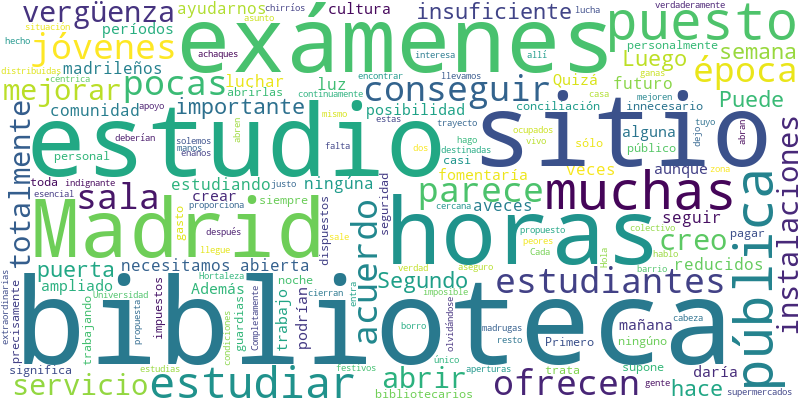 vergüenza
ayudarnos
asunto
chirríos
cultura
insuficiente
lucha
verdaderamente
puesto
situacion
períodos
exámenes
jóvenes
hecho
madrileños
achaques
interesa
allí
Luego
personalmente
semana
distribuidas
céntrica
mejorar
pocas
luchar
abrirlas
luz
encontrar
continuamente
llevamos
conseguir
Quizá
futuro
ganas
casa
época
comunidad
importante
posibilidad
mejoren
innecesario
Puede
totalmente
apoyo
solemos
manos
enanos
abren
mismo
estas
trayecto
ocupados
vivo
conciliación
tuyo
dejo
abran
alguna
público
deberían
estudio
falta
dos
hago
destinadas
casi
sitio
sólo
veces
aunque
zona
instalaciones
personal
estudiando
justo
ningúna
fomentaría
toda
indignante
esencial
sala
crear
siempre
proporciona
gasto
dispuestos
seguridad
acuerdo
parece
aveces
cercana
muchas
seguir
pagar
pública
Madrid
después
llegue
sale
horas
propuesto
peores
Cada
colectivo
creo
hablo
reducidos
puerta
necesitamos
abierta
verdad
aseguro
Hola
barrio
ampliado
Además
Hortaleza
noche
cierran
entra
Segundo
imposible
estudiantes
extraordinarias
precisamente
trabajando
Universidad
propuesta
impuestos
condiciones
guardias
Completamente
trabajo
podrían
borro
olvidándose
madrugas
resto
Primero
mañana
cabeza
ningúno
biblioteca
significa
estudias
festivos
único
aperturas
trata
supone
daría
servicio
estudiar
abrir
bibliotecarios
ofrecen
hace
gente
supermercados